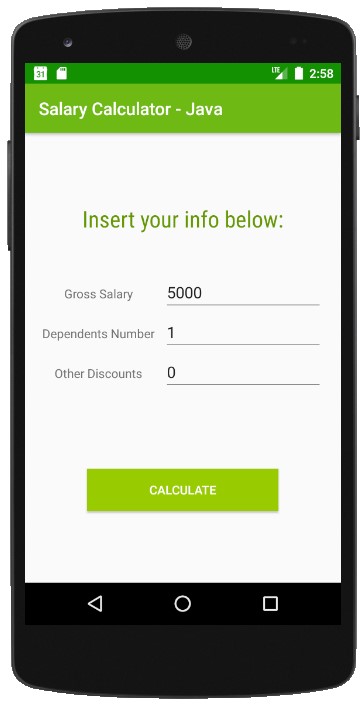 31
LTE
2:58
Salary Calculator - Java
Insert your info below:
Gross Salary 5000
Dependents Number 1
Other Discounts 0
CALCULATE